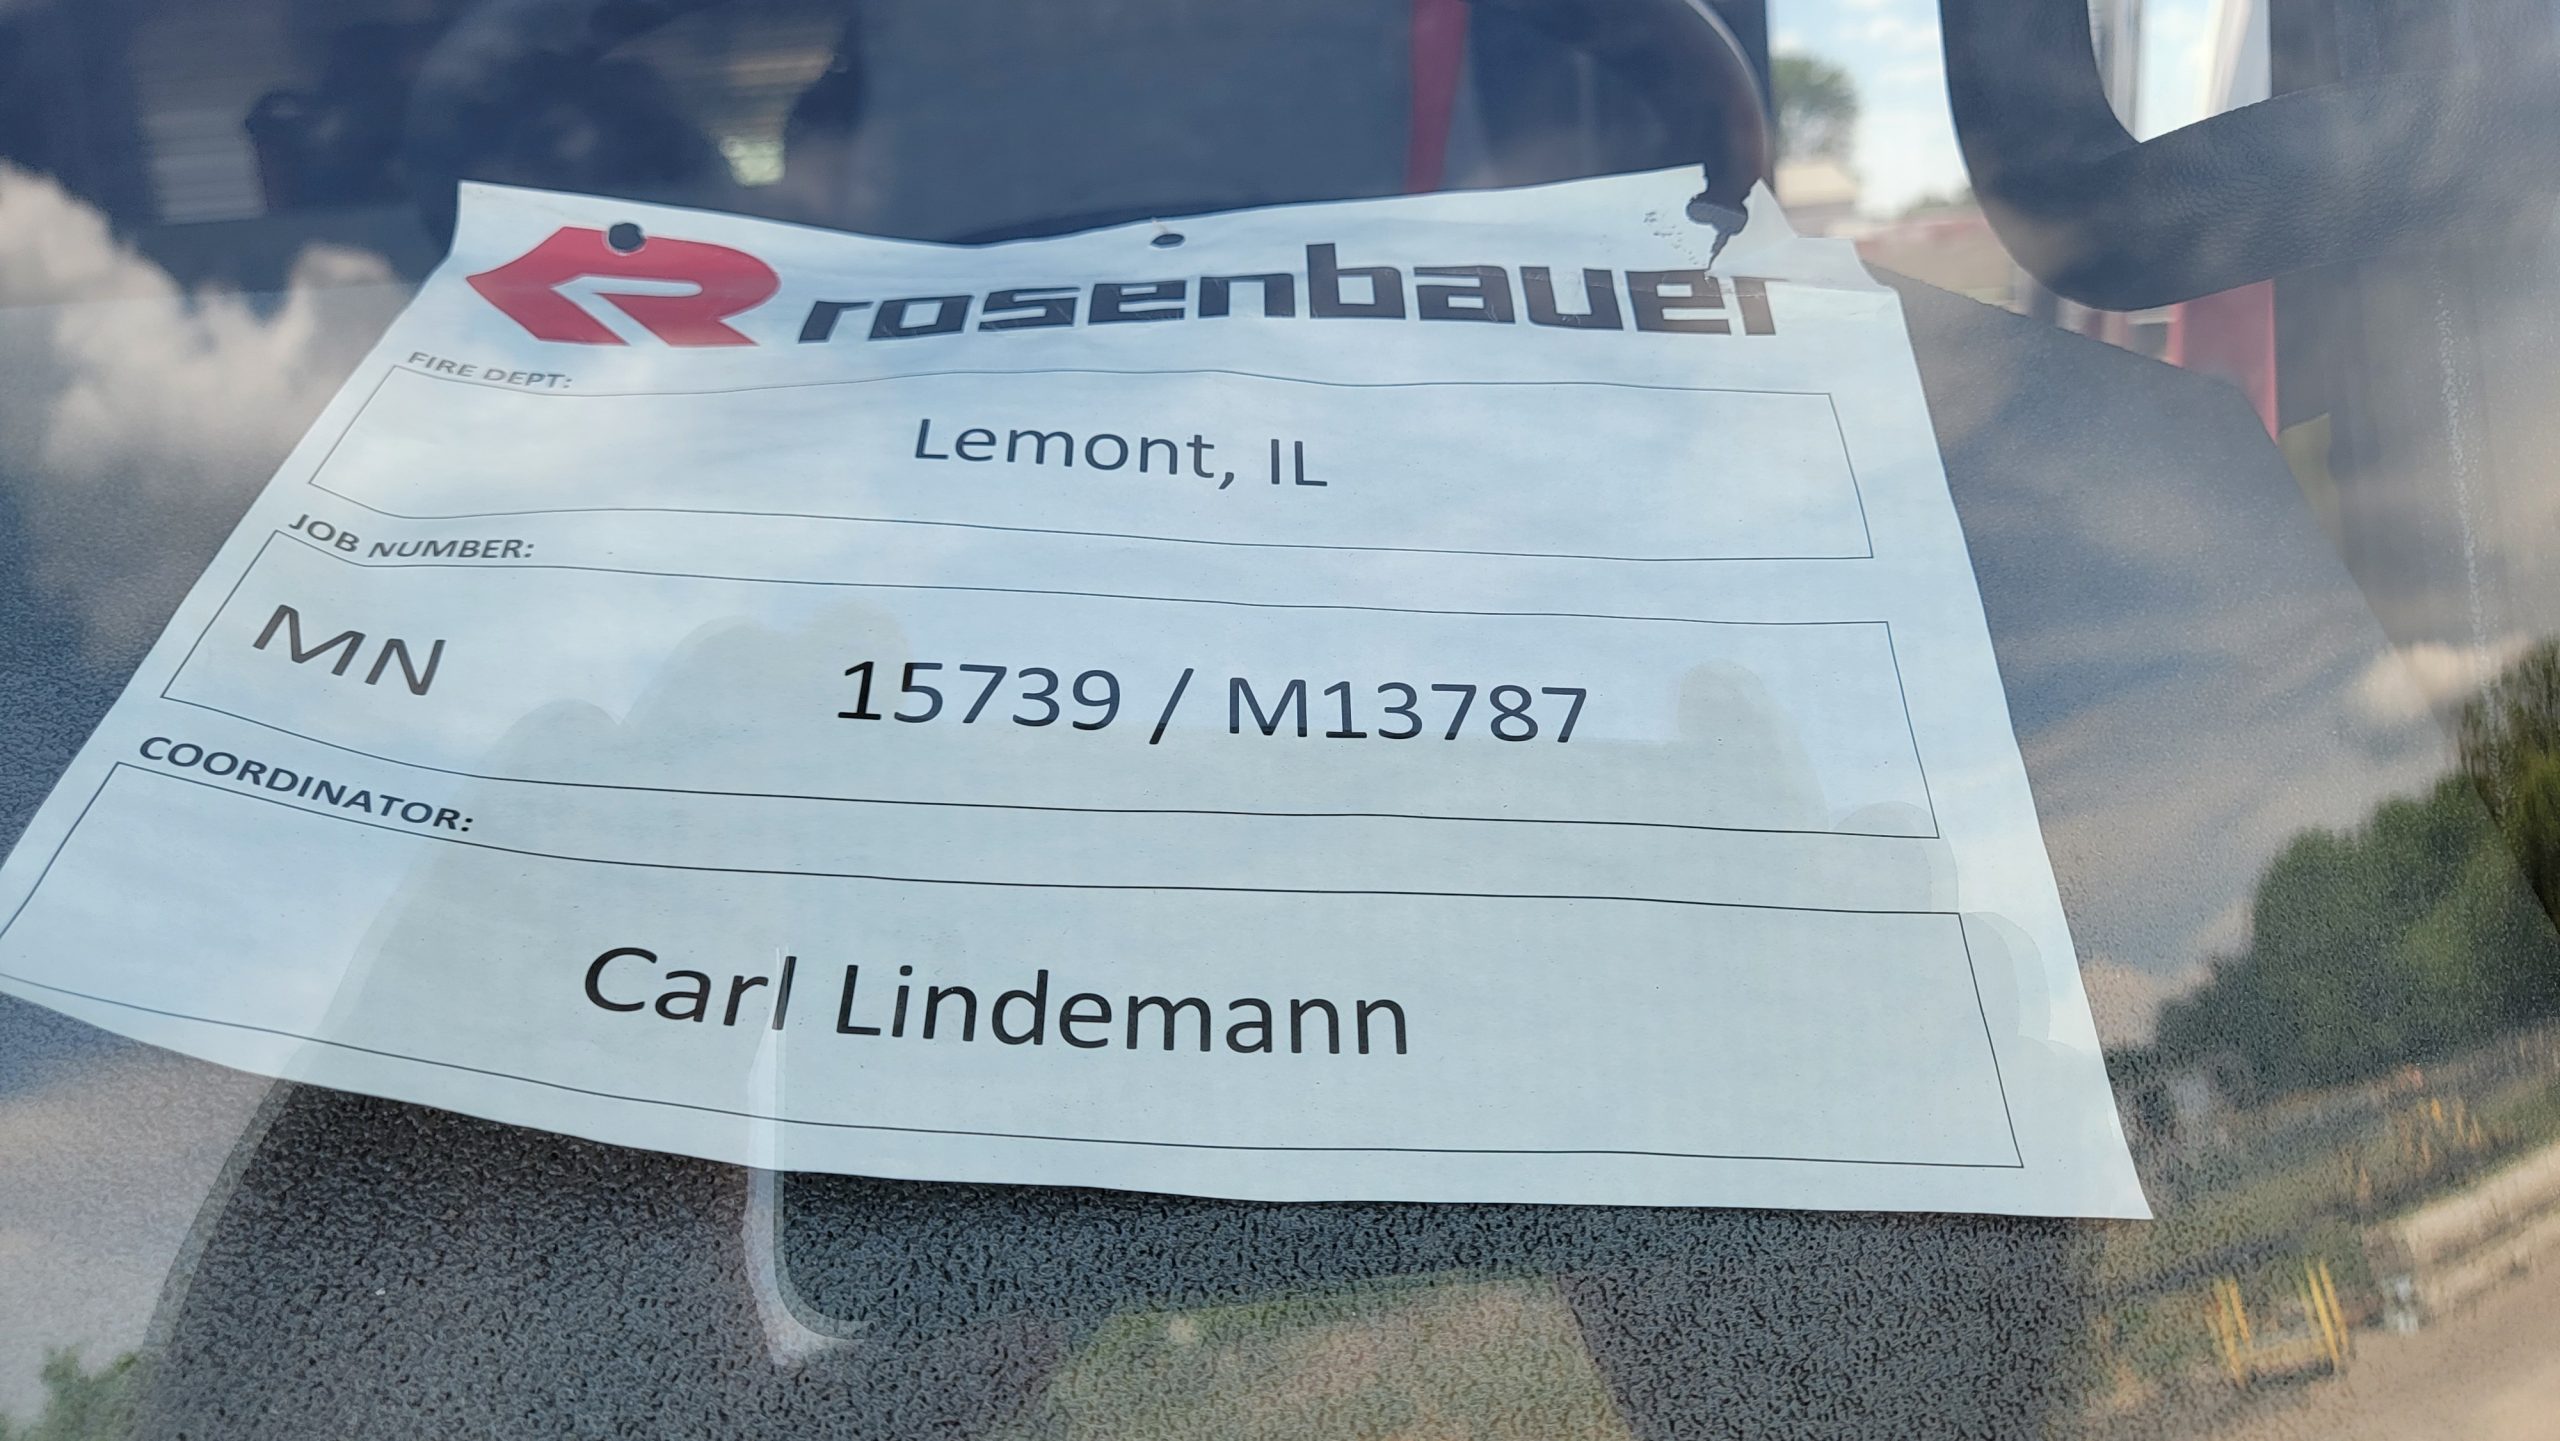 rosenbauer
FIRE DEPT:
Lemont, IL
JOB NUMBER:
MN 15739 / M13787
COORDINATOR:
Carl Lindemann